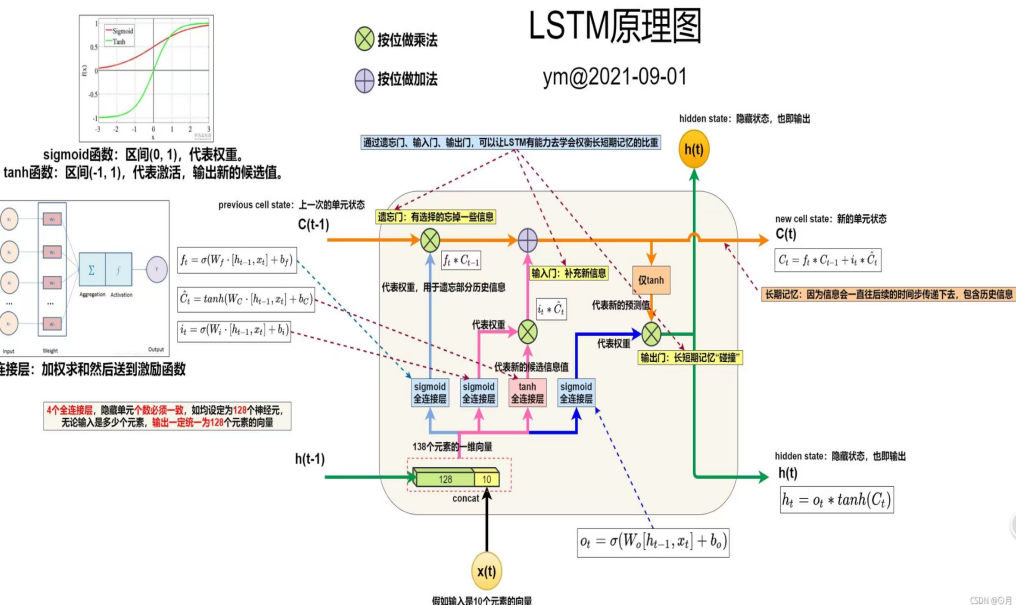 LSTM原理图
ym@2021-09-01
按位做乘法
按位做加法
Sigmoid
Tanh
f(x)
1
0.5
0
-0.5
-1
-3 -2 -1 0 1 2 3
x
sigmoid函数：区间(0, 1)，代表权重。
tanh函数：区间(-1, 1)，代表激活，输出新的候选值。
hidden state：隐藏状态，也即输出
h(t)
通过遗忘门、输入门、输出门，可以让LSTM有能力去学会权衡长短期记忆的比重
previous cell state：上一次的单元状态
C(t-1)
遗忘门：有选择的忘掉一些信息
new cell state：新的单元状态
C(t)
C_t = f_t * C_{t-1} + i_t * Ĉ_t
f_t * C_{t-1}
输入门：补充新信息
仅tanh
长期记忆：因为信息会一直往后续的时间步传递下去，包含历史信息
f_t = σ(W_f · [h_{t-1}, x_t] + b_f)
Ĉ_t = tanh(W_C · [h_{t-1}, x_t] + b_C)
i_t = σ(W_i · [h_{t-1}, x_t] + b_i)
代表权重，用于遗忘部分历史信息
i_t * Ĉ_t
代表新的预测值
代表权重
代表权重
输出门：长短期记忆“碰撞”
代表新的候选信息值
Σ
f
Aggregation Activation
...
...
Input
Weight
Output
连接层：加权求和然后送到激励函数
sigmoid
全连接层
sigmoid
全连接层
tanh
全连接层
sigmoid
全连接层
4个全连接层，隐藏单元个数必须一致，如均设定为128个神经元，
无论输入是多少个元素，输出一定统一为128个元素的向量
138个元素的一维向量
h(t-1)
128
10
concat
hidden state：隐藏状态，也即输出
h(t)
h_t = o_t * tanh(C_t)
o_t = σ(W_o[h_{t-1}, x_t] + b_o)
x(t)
假如输入是10个元素的向量